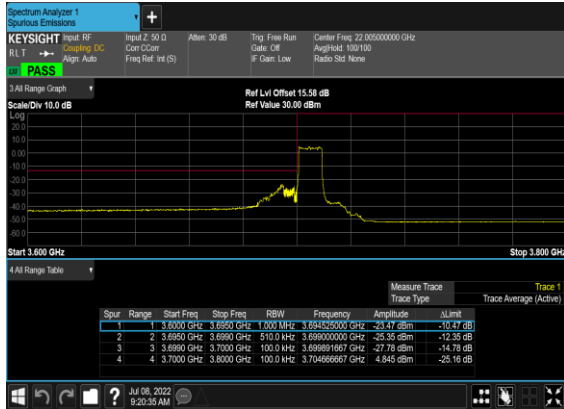 Spectrum Analyzer 1
Spurious Emissions
+
KEYSIGHT Input: RF Input Z: 50 Ω Atten: 30 dB Trig: Free Run Center Freq: 22.005000000 GHz
RLT Coupling: DC Corr CCorr Gate: Off Avg|Hold: 100/100
Align: Auto Freq Ref: Int (S) IF Gain: Low Radio Std: None
PASS
3 All Range Graph
Ref Lvl Offset 15.58 dB
Scale/Div 10.0 dB Ref Value 30.00 dBm
Log
20.0
10.0
0.00
-10.0
-20.0
-30.0
-40.0
-50.0
-60.0
Start 3.600 GHz Stop 3.800 GHz
4 All Range Table
Measure Trace Trace 1
Trace Type Trace Average (Active)
Spur Range Start Freq Stop Freq RBW Frequency Amplitude ΔLimit
1 1 3.6000 GHz 3.6950 GHz 1.000 MHz 3.694525000 GHz -23.47 dBm -10.47 dB
2 2 3.6950 GHz 3.6990 GHz 510.0 kHz 3.699000000 GHz -25.35 dBm -12.35 dB
3 3 3.6990 GHz 3.7000 GHz 100.0 kHz 3.699891667 GHz -27.78 dBm -14.78 dB
4 4 3.7000 GHz 3.8000 GHz 100.0 kHz 3.704666667 GHz 4.845 dBm -25.16 dB
? Jul 08, 2022
9:20:35 AM